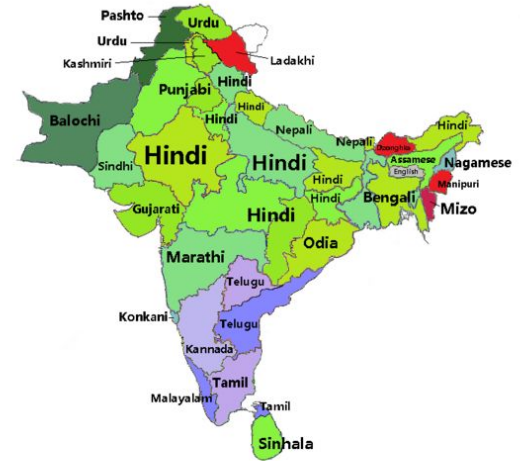 Pashto
Urdu
Urdu
Kashmiri
Ladakhi
Punjabi
Hindi
Hindi
Hindi
Balochi
Sindhi
Hindi
Nepali
Nepali
Hindi
Dzongkha
Assamese
English
Nagamese
Manipuri
Hindi
Hindi
Hindi
Bengali
Mizo
Gujarati
Hindi
Odia
Marathi
Telugu
Konkani
Telugu
Kannada
Tamil
Malayalam
Tamil
Sinhala